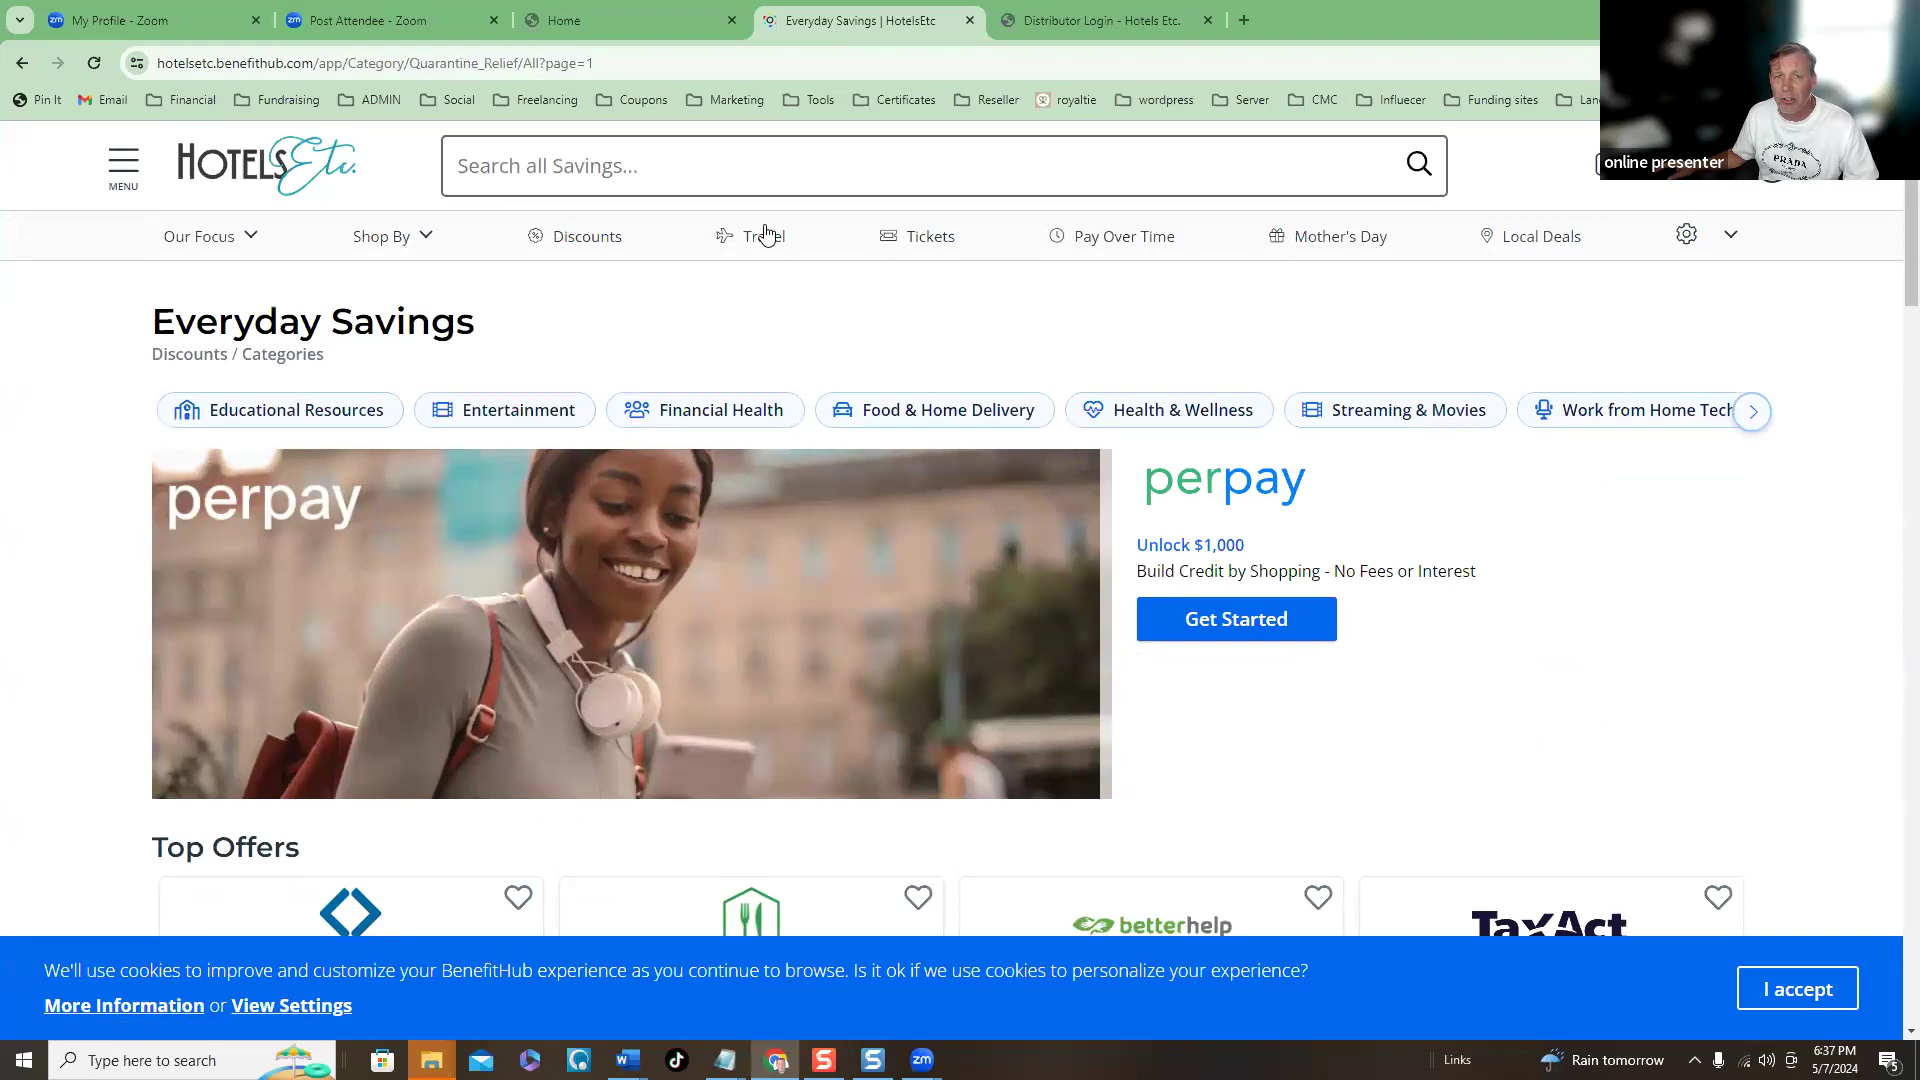 My Profile - Zoom
Post Attendee - Zoom
Home
Everyday Savings | HotelsEtc
Distributor Login - Hotels Etc.
hotelsetc.benefithub.com/app/Category/Quarantine_Relief/All?page=1
Pin It
Email
Financial
Fundraising
ADMIN
Social
Freelancing
Coupons
Marketing
Tools
Certificates
Reseller
royaltie
wordpress
Server
CMC
Influecer
Funding sites
online presenter
PRADA
MENU
HOTELS Etc.
Search all Savings...
Our Focus
Shop By
Discounts
Travel
Tickets
Pay Over Time
Mother's Day
Local Deals
Everyday Savings
Discounts / Categories
Educational Resources
Entertainment
Financial Health
Food & Home Delivery
Health & Wellness
Streaming & Movies
Work from Home Tech
perpay
perpay
Unlock $1,000
Build Credit by Shopping - No Fees or Interest
Get Started
Top Offers
betterhelp
TaxAct
We'll use cookies to improve and customize your BenefitHub experience as you continue to browse. Is it ok if we use cookies to personalize your experience?
More Information or View Settings
I accept
Type here to search
Links
Rain tomorrow
6:37 PM
5/7/2024
5